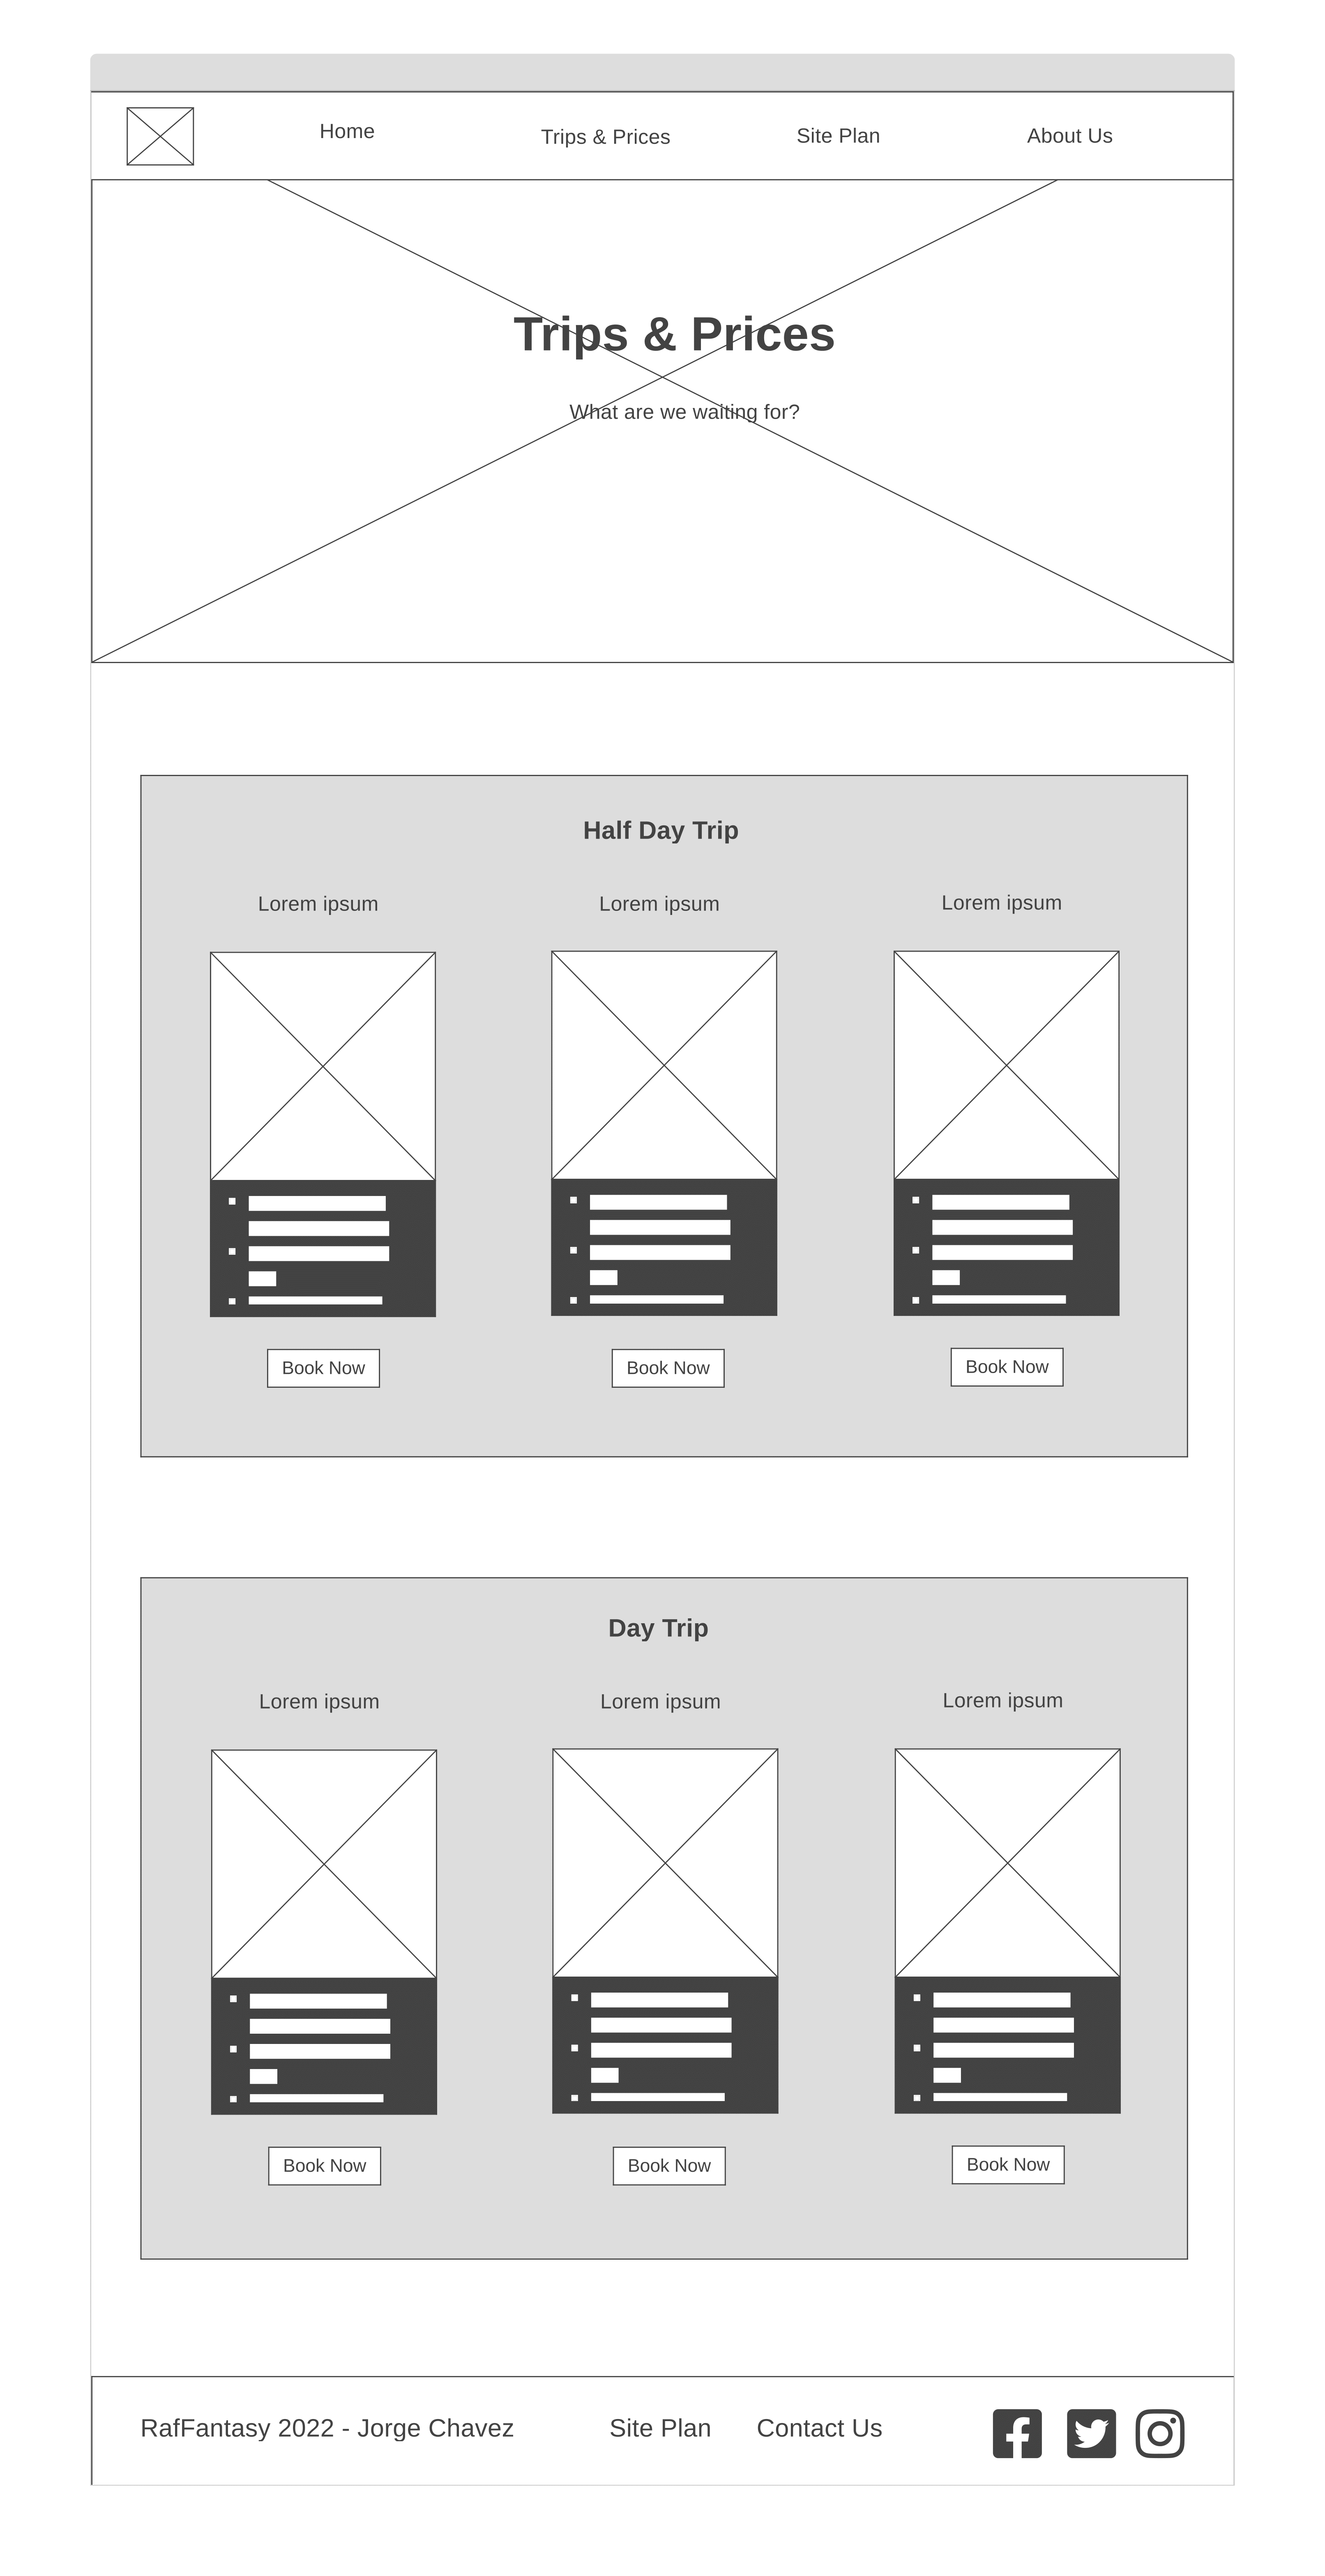 Home
Trips & Prices
Site Plan
About Us
Trips & Prices
What are we waiting for?
Half Day Trip
Lorem ipsum
Lorem ipsum
Lorem ipsum
Book Now
Book Now
Book Now
Day Trip
Lorem ipsum
Lorem ipsum
Lorem ipsum
Book Now
Book Now
Book Now
RafFantasy 2022 - Jorge Chavez
Site Plan
Contact Us